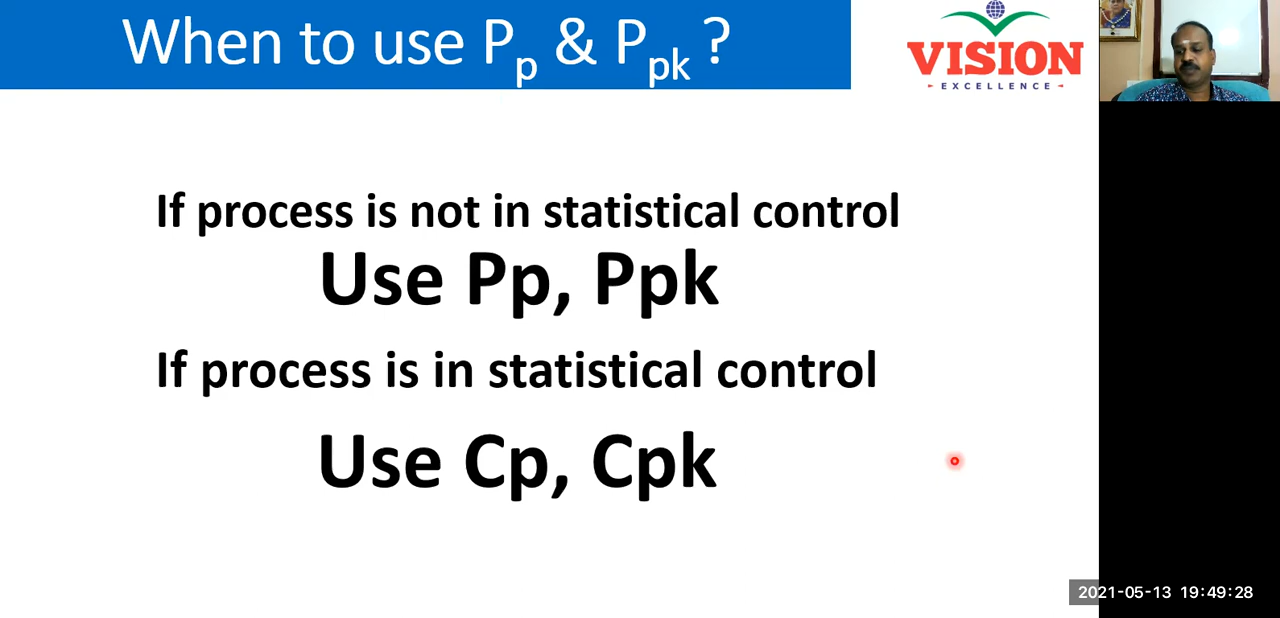 When to use Pp & Ppk ?
VISION
EXCELLENCE
If process is not in statistical control
Use Pp, Ppk
If process is in statistical control
Use Cp, Cpk
2021-05-13 19:49:28